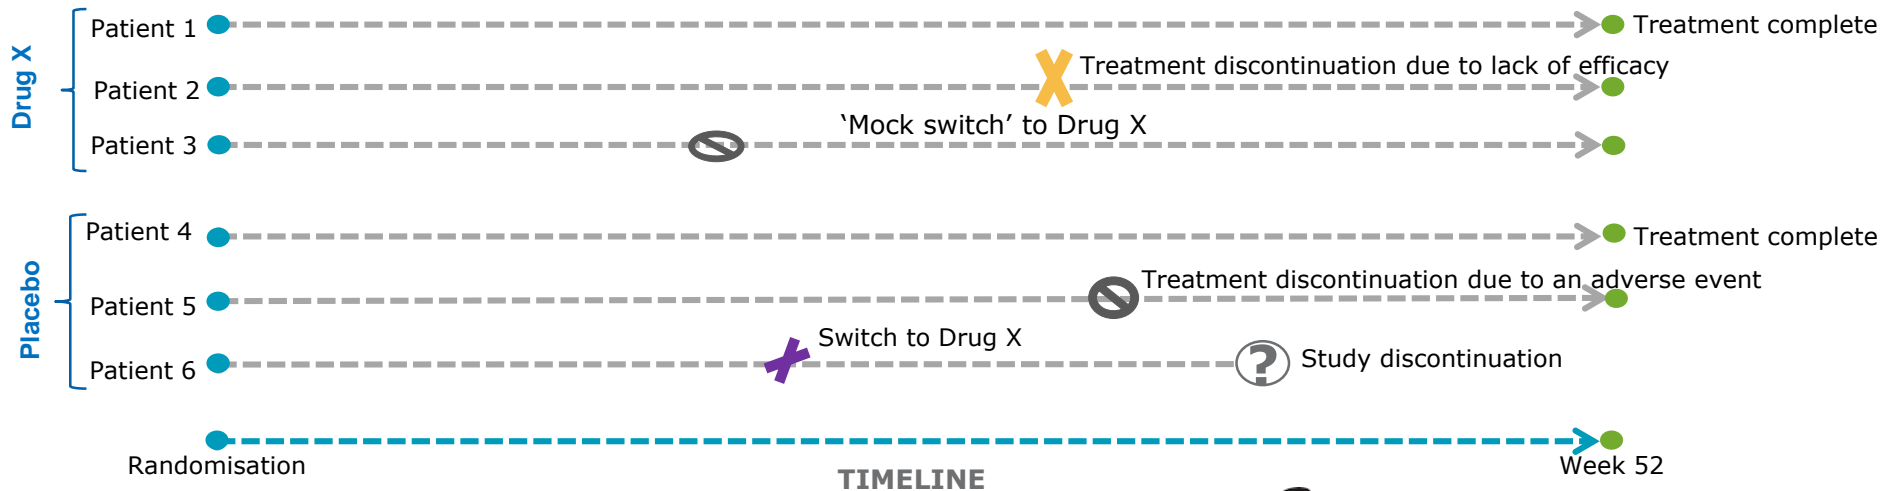 Drug X
Patient 1
Treatment complete
Treatment discontinuation due to lack of efficacy
Patient 2
‘Mock switch’ to Drug X
Patient 3
Placebo
Patient 4
Treatment complete
Treatment discontinuation due to an adverse event
Patient 5
Switch to Drug X
Patient 6
?
Study discontinuation
Randomisation
Week 52
TIMELINE